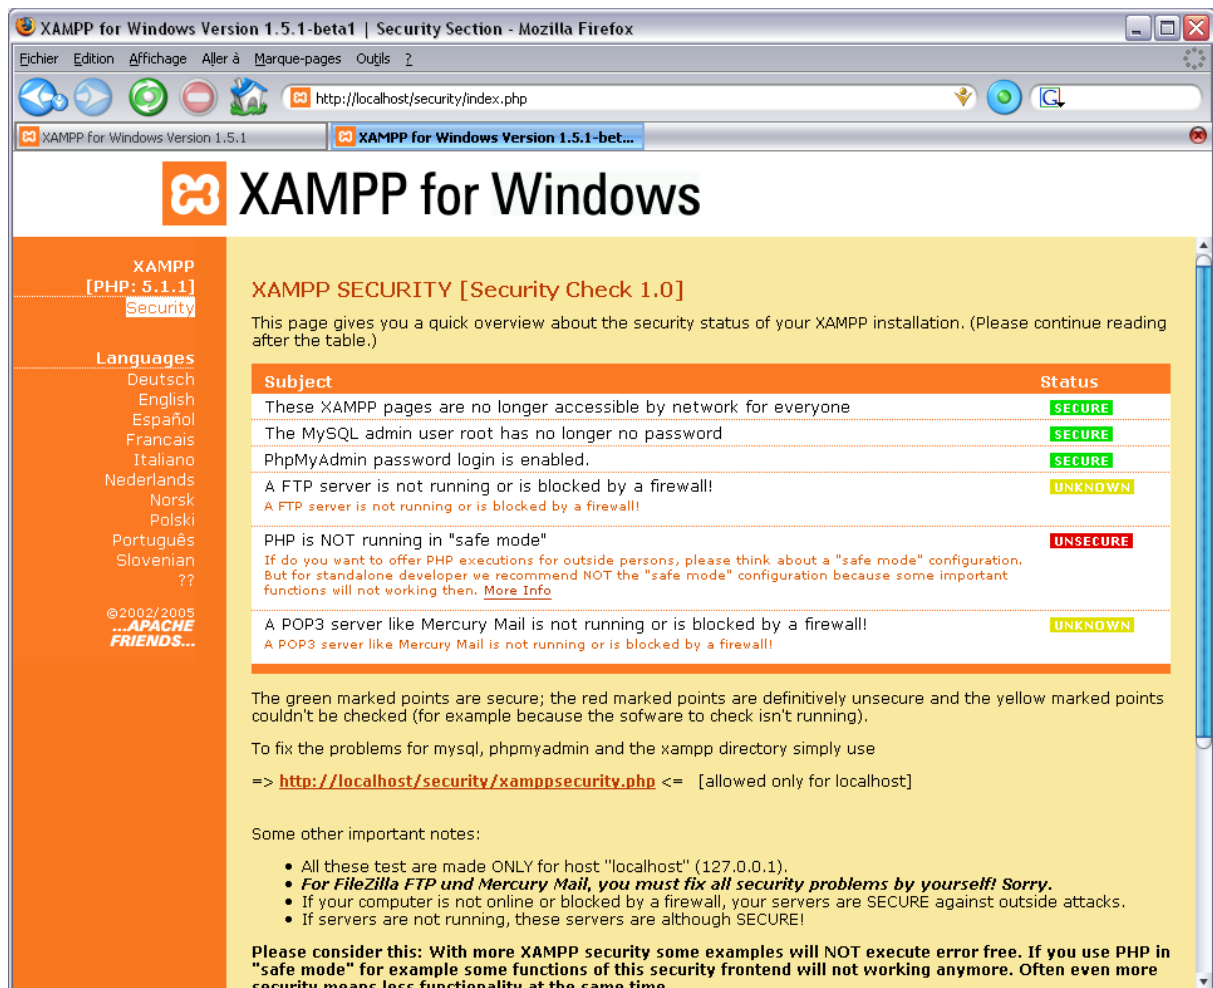 XAMPP for Windows Version 1.5.1-beta1 | Security Section - Mozilla Firefox
Fichier Edition Affichage Aller à Marque-pages Outils ?
http://localhost/security/index.php
G
XAMPP for Windows Version 1.5.1
XAMPP for Windows Version 1.5.1-bet...
XAMPP for Windows
XAMPP
[PHP: 5.1.1]
Security
Languages
Deutsch
English
Español
Francais
Italiano
Nederlands
Norsk
Polski
Português
Slovenian
??
©2002/2005
...APACHE
FRIENDS...
XAMPP SECURITY [Security Check 1.0]
This page gives you a quick overview about the security status of your XAMPP installation. (Please continue reading
after the table.)
Subject Status
These XAMPP pages are no longer accessible by network for everyone SECURE
The MySQL admin user root has no longer no password SECURE
PhpMyAdmin password login is enabled. SECURE
A FTP server is not running or is blocked by a firewall! UNKNOWN
A FTP server is not running or is blocked by a firewall!
PHP is NOT running in "safe mode" UNSECURE
If do you want to offer PHP executions for outside persons, please think about a "safe mode" configuration.
But for standalone developer we recommend NOT the "safe mode" configuration because some important
functions will not working then. More Info
A POP3 server like Mercury Mail is not running or is blocked by a firewall! UNKNOWN
A POP3 server like Mercury Mail is not running or is blocked by a firewall!
The green marked points are secure; the red marked points are definitively unsecure and the yellow marked points
couldn't be checked (for example because the sofware to check isn't running).
To fix the problems for mysql, phpmyadmin and the xampp directory simply use
=> http://localhost/security/xamppsecurity.php <= [allowed only for localhost]
Some other important notes:
• All these test are made ONLY for host "localhost" (127.0.0.1).
• For FileZilla FTP und Mercury Mail, you must fix all security problems by yourself! Sorry.
• If your computer is not online or blocked by a firewall, your servers are SECURE against outside attacks.
• If servers are not running, these servers are although SECURE!
Please consider this: With more XAMPP security some examples will NOT execute error free. If you use PHP in
"safe mode" for example some functions of this security frontend will not working anymore. Often even more
security means less functionality at the same time.